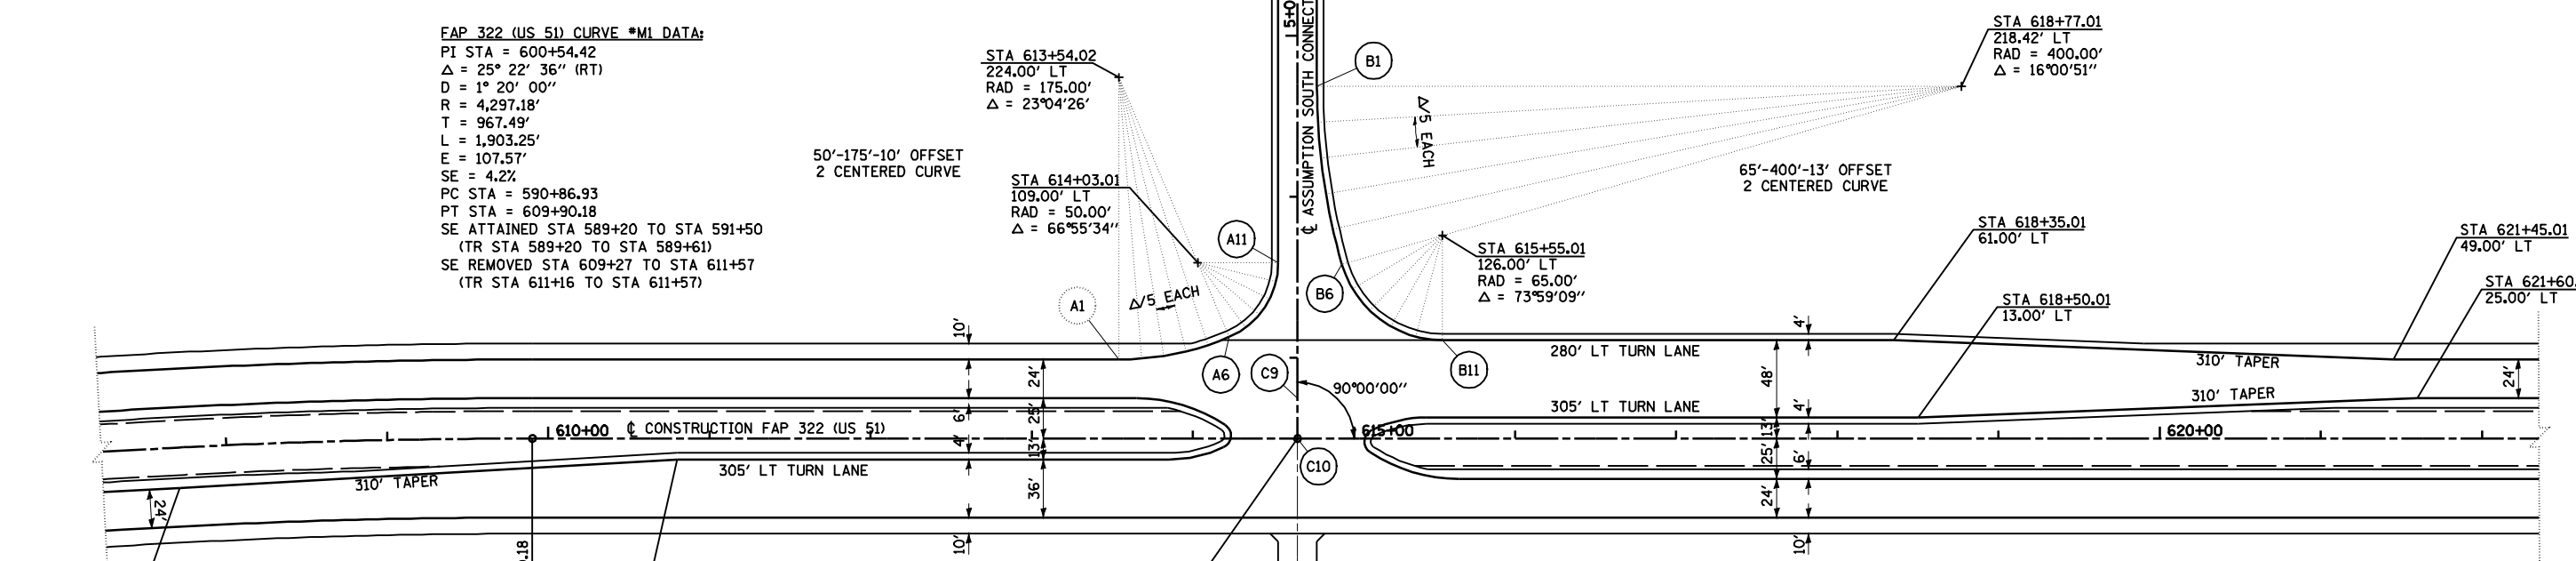 FAP 322 (US 51) CURVE #M1 DATA:
PI STA = 600+54.42
Δ = 25° 22' 36" (RT)
D = 1° 20' 00"
R = 4,297.18'
T = 967.49'
L = 1,903.25'
E = 107.57'
SE = 4.2%
PC STA = 590+86.93
PT STA = 609+90.18
SE ATTAINED STA 589+20 TO STA 591+50
(TR STA 589+20 TO STA 589+61)
SE REMOVED STA 609+27 TO STA 611+57
(TR STA 611+16 TO STA 611+57)
50'-175'-10' OFFSET
2 CENTERED CURVE
STA 613+54.02
224.00' LT
RAD = 175.00'
Δ = 23°04'26"
STA 614+03.01
109.00' LT
RAD = 50.00'
Δ = 66°55'34"
Δ/5 EACH
A1
A11
A6
C9
C10
B1
B6
B11
5+0
℄ ASSUMPTION SOUTH CONNECT
Δ/5 EACH
STA 618+77.01
218.42' LT
RAD = 400.00'
Δ = 16°00'51"
65'-400'-13' OFFSET
2 CENTERED CURVE
STA 615+55.01
126.00' LT
RAD = 65.00'
Δ = 73°59'09"
STA 618+35.01
61.00' LT
STA 618+50.01
13.00' LT
STA 621+45.01
49.00' LT
STA 621+60.
25.00' LT
280' LT TURN LANE
310' TAPER
305' LT TURN LANE
310' TAPER
90°00'00"
10'
24'
25'
6'
4'
13'
36'
10'
4'
48'
4'
13'
25'
6'
24'
10'
24'
24'
610+00
℄ CONSTRUCTION FAP 322 (US 51)
615+00
620+00
305' LT TURN LANE
310' TAPER
.18